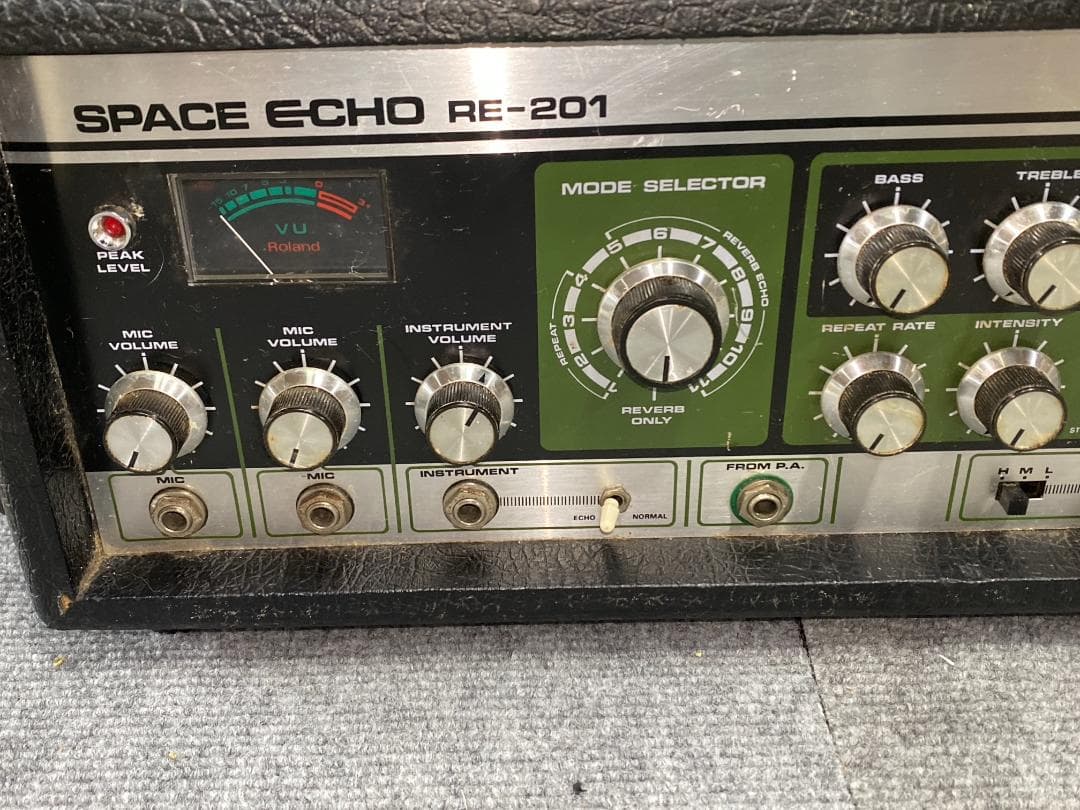 SPACE ECHO RE-201
PEAK
LEVEL
VU
Roland
MODE SELECTOR
1 2 3 4 5 6 7 8 9 10 11
REPEAT
REVERB ECHO
REVERB
ONLY
BASS
TREBLE
REPEAT RATE
INTENSITY
MIC
VOLUME
MIC
VOLUME
INSTRUMENT
VOLUME
MIC
MIC
INSTRUMENT
ECHO
NORMAL
FROM P.A.
H M L